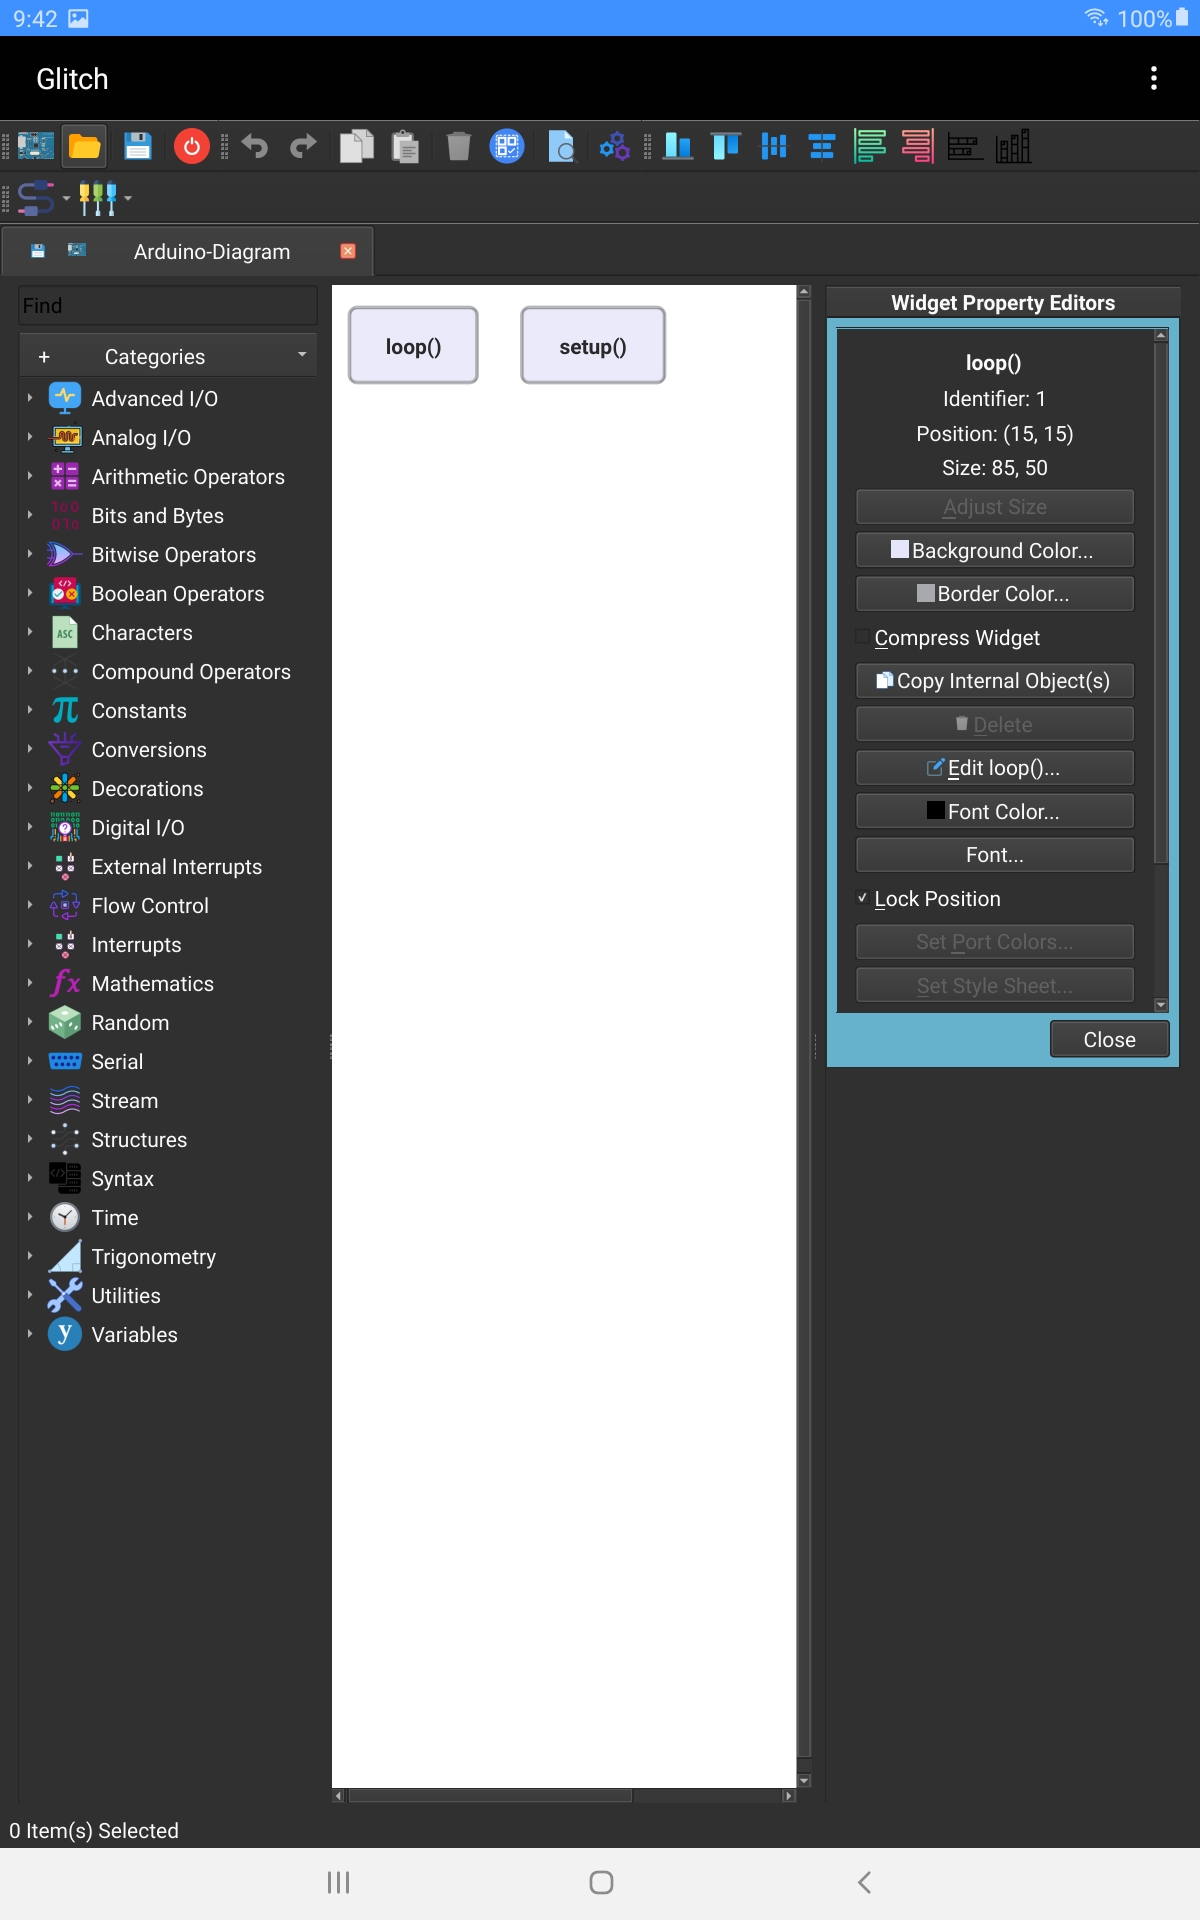 9:42
100%
Glitch
Arduino-Diagram
Find
+ Categories
Advanced I/O
Analog I/O
Arithmetic Operators
Bits and Bytes
Bitwise Operators
Boolean Operators
ASC
Characters
Compound Operators
Constants
Conversions
Decorations
Digital I/O
External Interrupts
Flow Control
Interrupts
fx
Mathematics
Random
Serial
Stream
Structures
Syntax
Time
Trigonometry
Utilities
y
Variables
loop()
setup()
Widget Property Editors
loop()
Identifier: 1
Position: (15, 15)
Size: 85, 50
Adjust Size
Background Color...
Border Color...
Compress Widget
Copy Internal Object(s)
Delete
Edit loop()...
Font Color...
Font...
Lock Position
Set Port Colors...
Set Style Sheet...
Close
0 Item(s) Selected